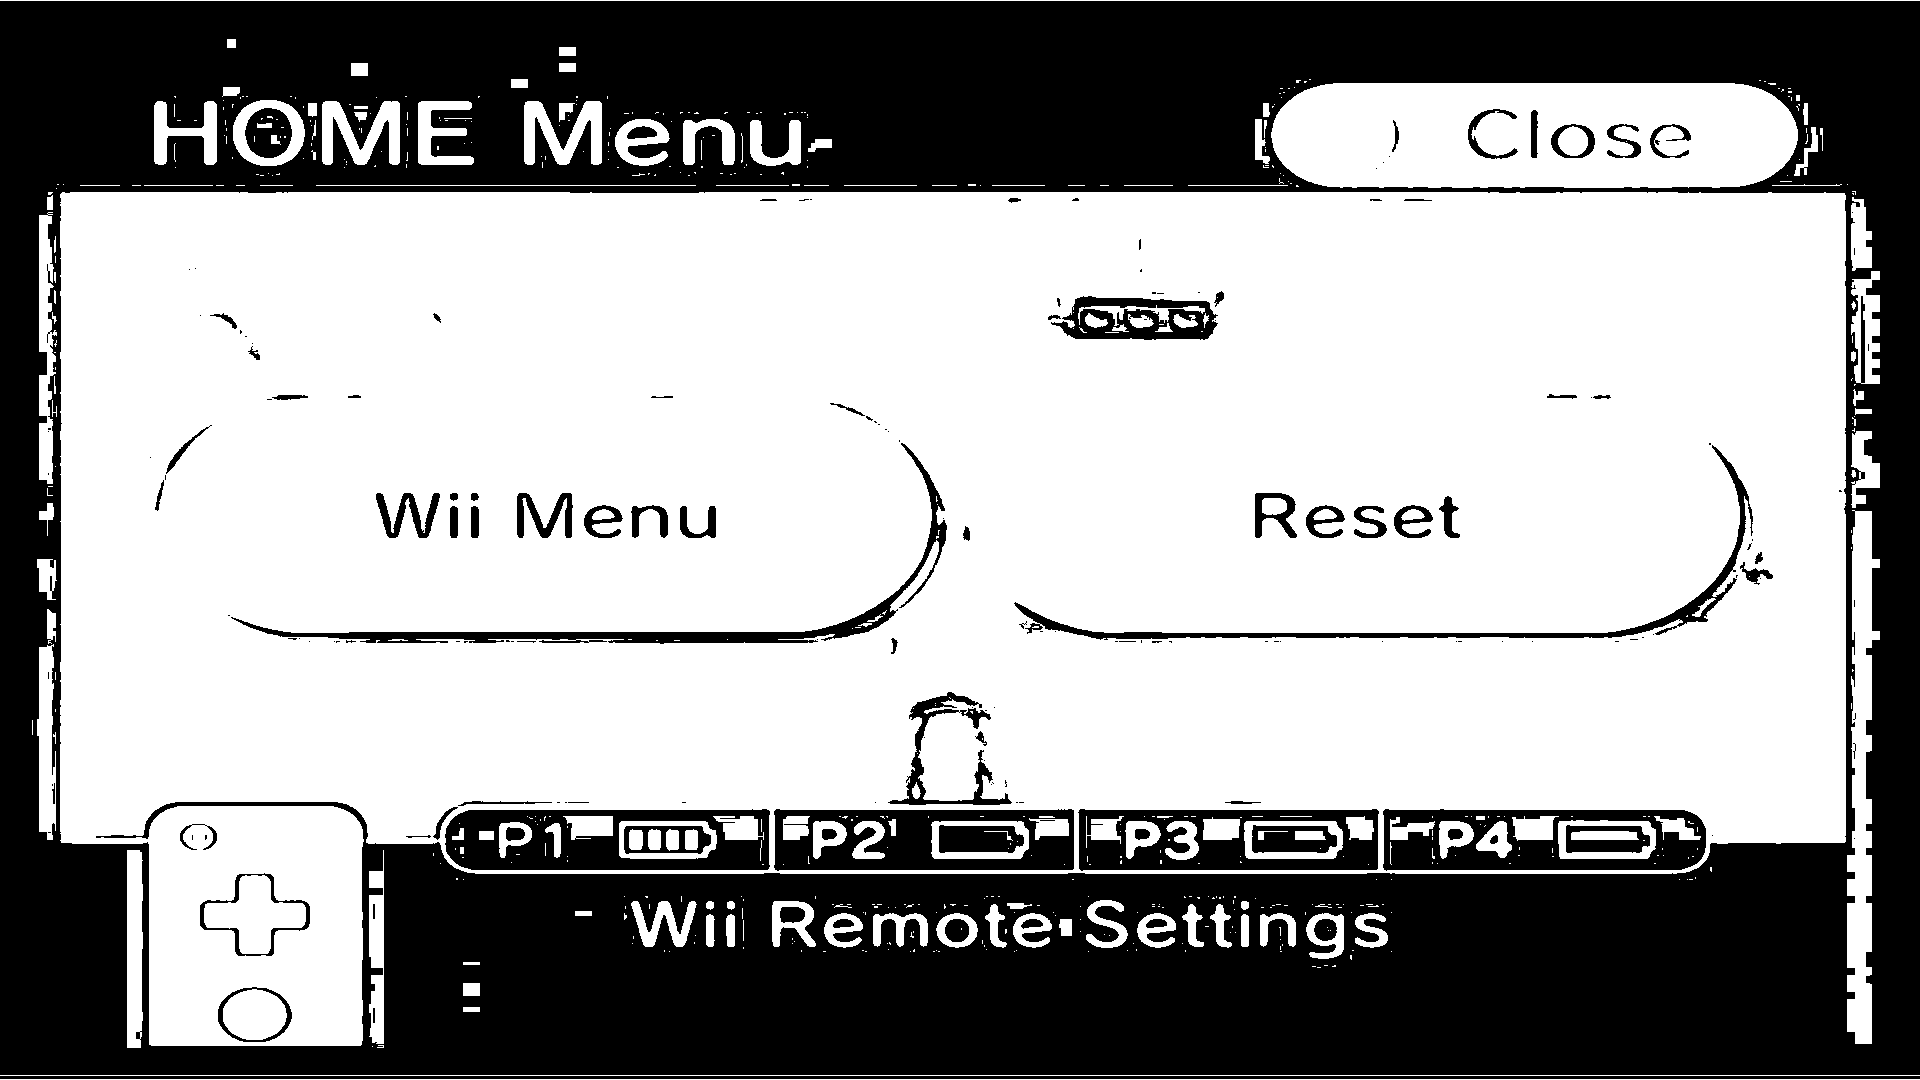 HOME Menu
Close
Wii Menu
Reset
P1 P2 P3 P4
Wii Remote Settings